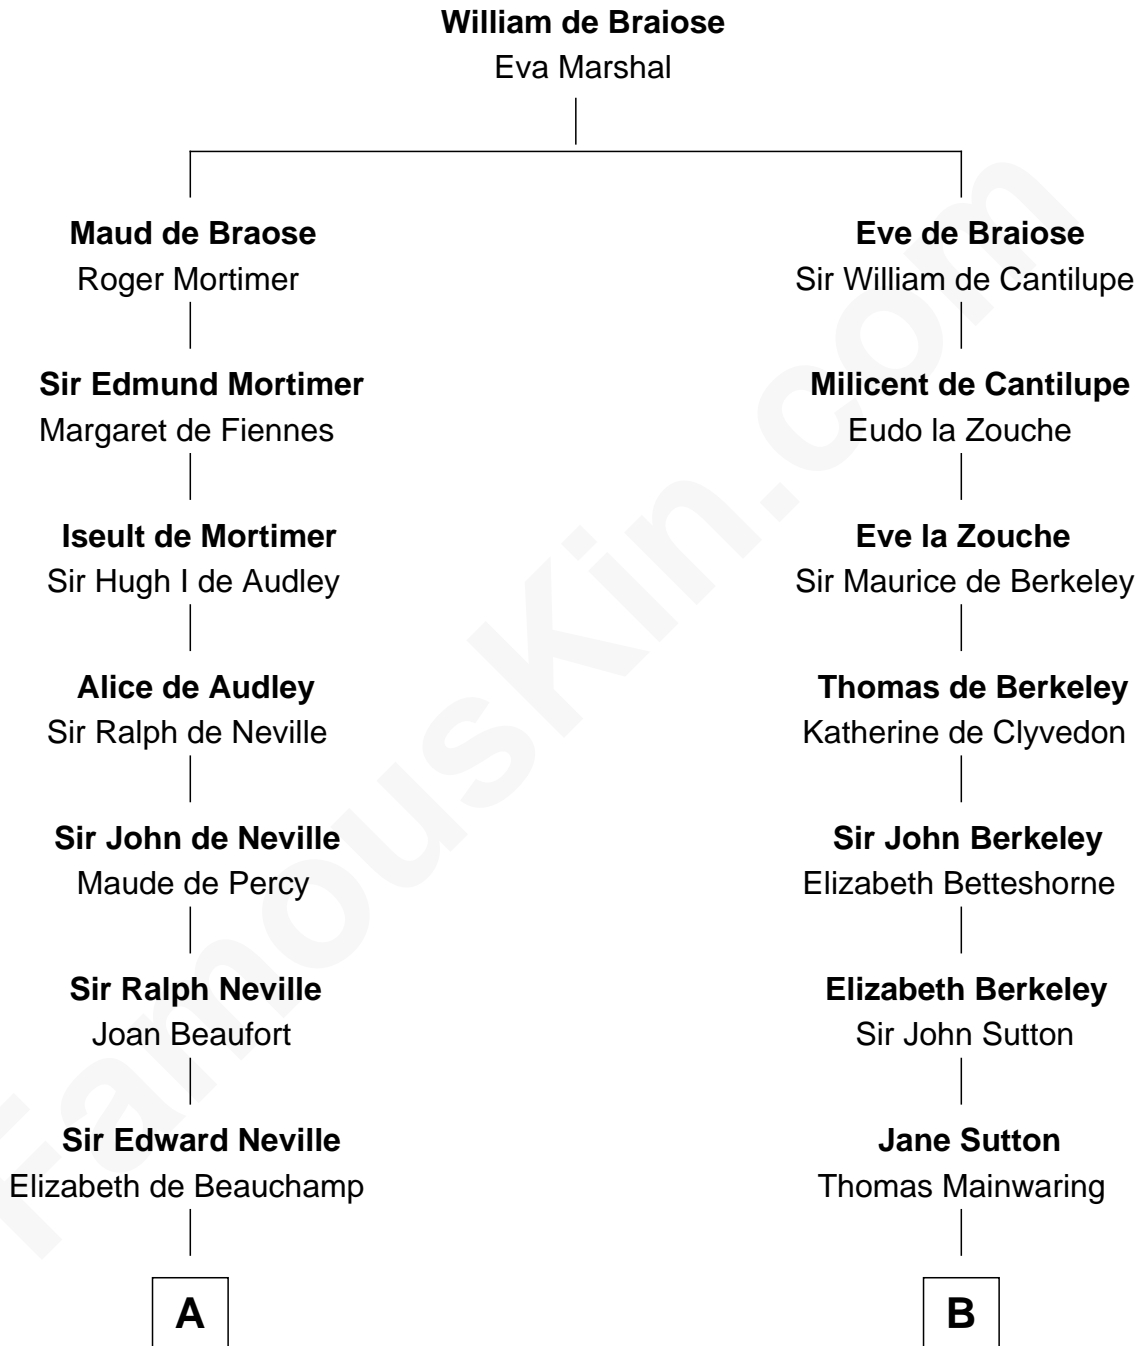 William de Braiose
Eva Marshal
Maud de Braose
Roger Mortimer
Eve de Braiose
Sir William de Cantilupe
Sir Edmund Mortimer
Margaret de Fiennes
Milicent de Cantilupe
Eudo la Zouche
Iseult de Mortimer
Sir Hugh I de Audley
Eve la Zouche
Sir Maurice de Berkeley
Alice de Audley
Sir Ralph de Neville
Thomas de Berkeley
Katherine de Clyvedon
Sir John de Neville
Maude de Percy
Sir John Berkeley
Elizabeth Betteshorne
Sir Ralph Neville
Joan Beaufort
Elizabeth Berkeley
Sir John Sutton
Sir Edward Neville
Elizabeth de Beauchamp
Jane Sutton
Thomas Mainwaring
A
B
FamousKin.com